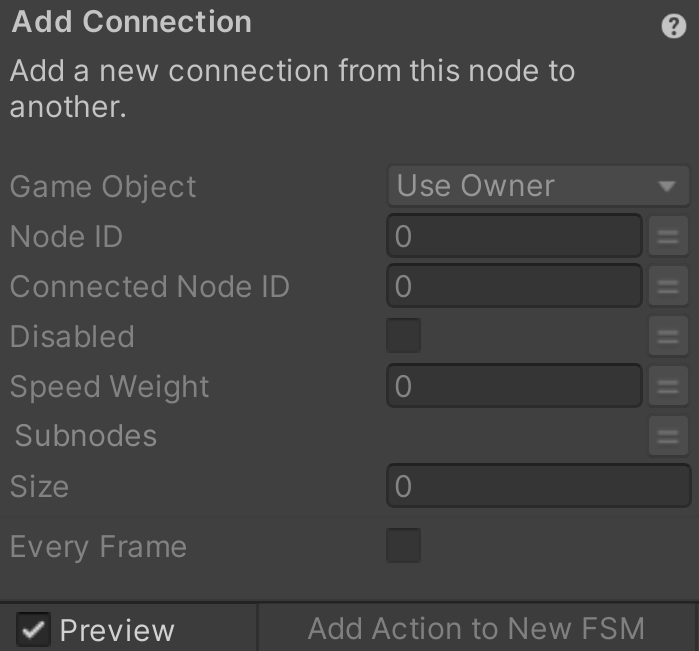 Add Connection ?
Add a new connection from this node to
another.
Game Object Use Owner
Node ID 0 =
Connected Node ID 0 =
Disabled =
Speed Weight 0 =
Subnodes =
Size 0
Every Frame
Preview Add Action to New FSM